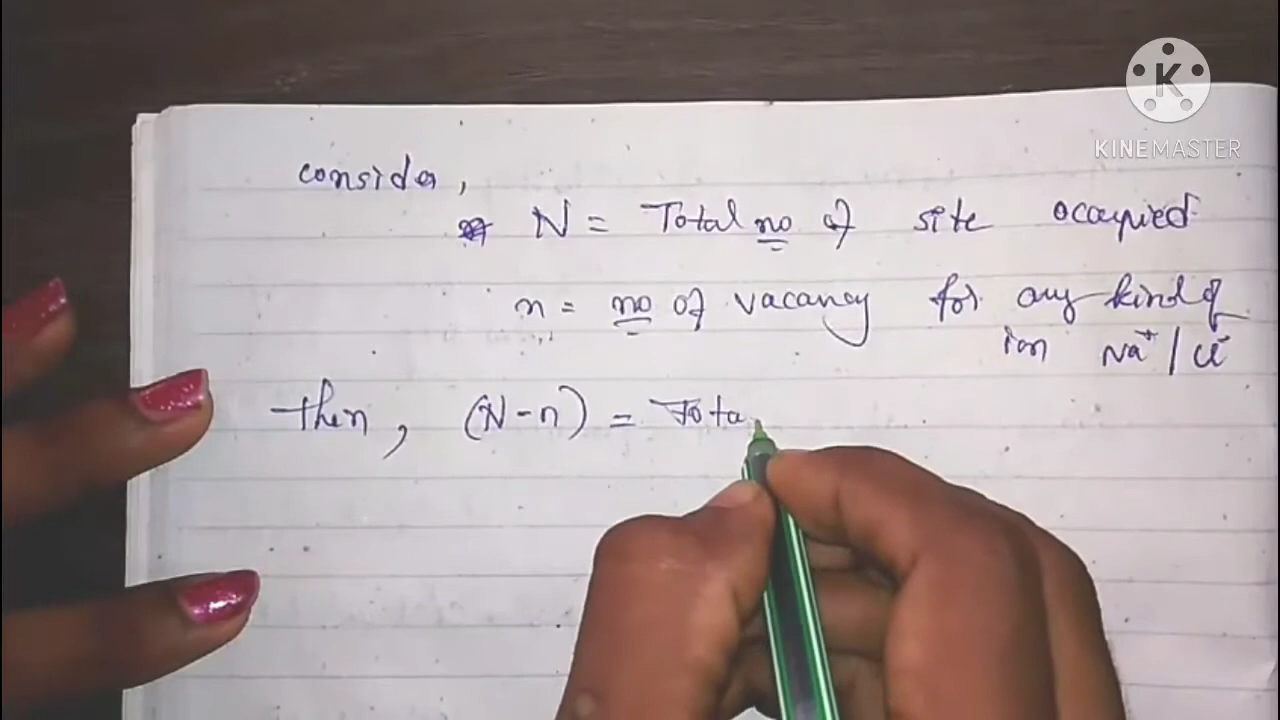 K
KINEMASTER
consider,
N = Total no of site occupied
n = no of vacancy for any kind of
ion Na⁺ / Cl⁻
then, (N-n) = Tota